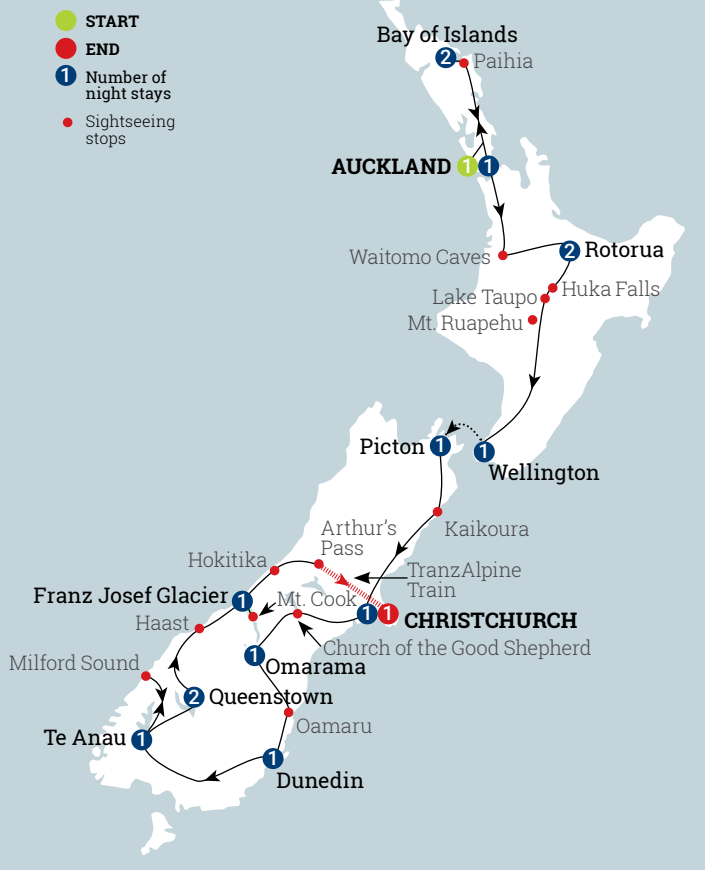 START
END
1 Number of
night stays
Sightseeing
stops
Bay of Islands
2 Paihia
AUCKLAND 1 1
Waitomo Caves
2 Rotorua
Huka Falls
Lake Taupo
Mt. Ruapehu
Picton 1
1
Wellington
Kaikoura
Arthur's
Pass
Hokitika
TranzAlpine
Train
Franz Josef Glacier 1
Mt. Cook
1 1 CHRISTCHURCH
Haast
Church of the Good Shepherd
1 Omarama
Milford Sound
2 Queenstown
Oamaru
Te Anau 1
1
Dunedin